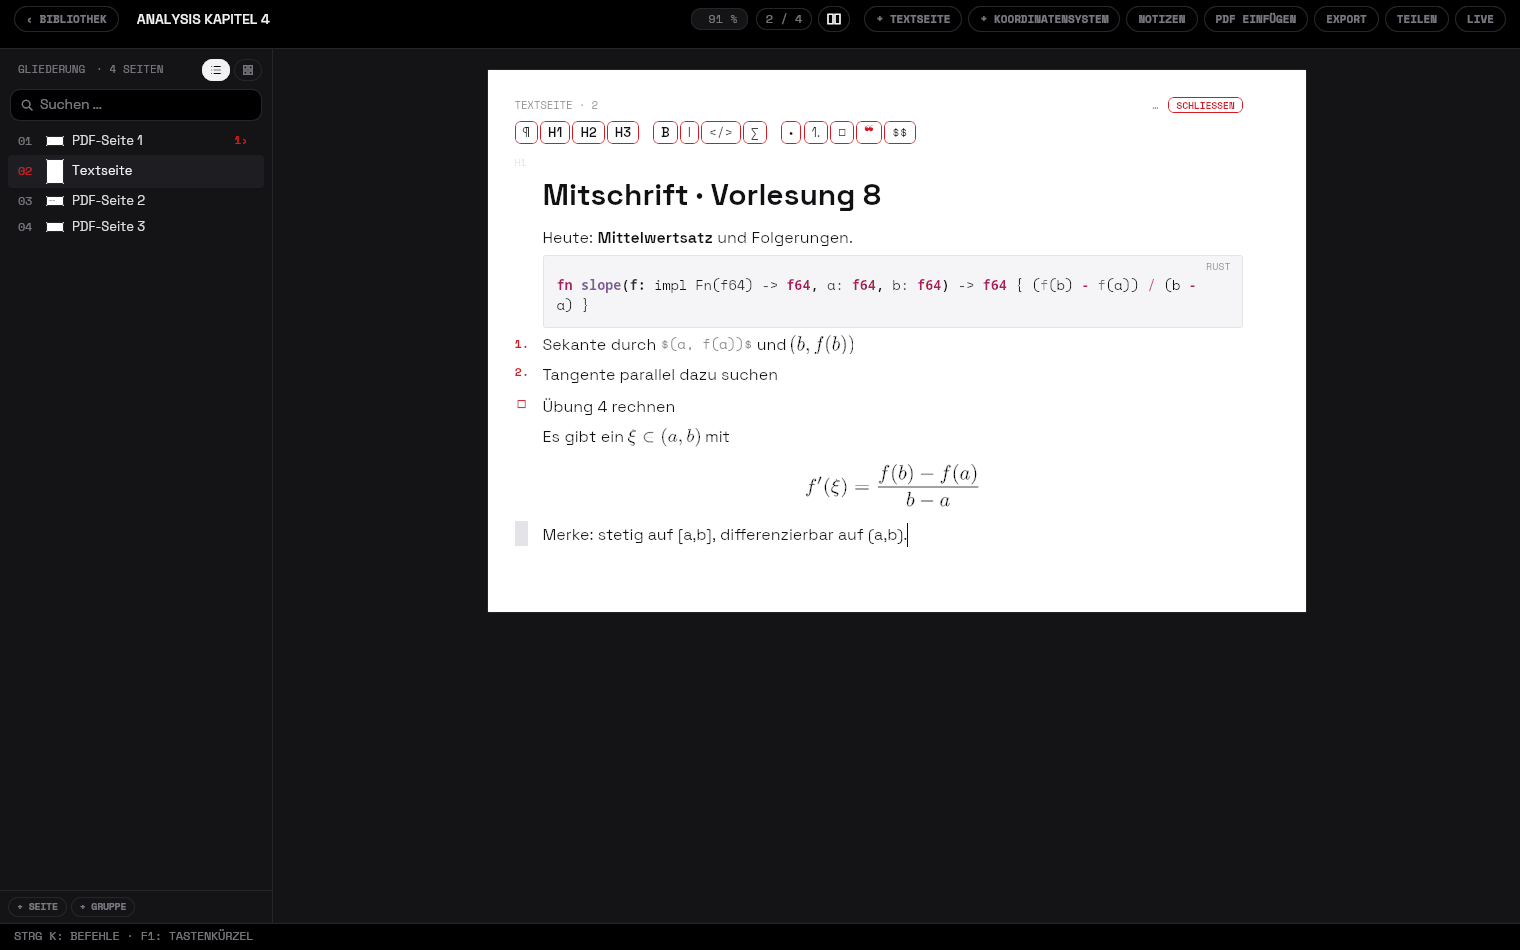 ‹ BIBLIOTHEK
ANALYSIS KAPITEL 4
91 %
2 / 4
+ TEXTSEITE
+ KOORDINATENSYSTEM
NOTIZEN
PDF EINFÜGEN
EXPORT
TEILEN
LIVE
GLIEDERUNG · 4 SEITEN
Suchen …
01 PDF-Seite 1 1›
02 Textseite
03 PDF-Seite 2
04 PDF-Seite 3
+ SEITE
+ GRUPPE
TEXTSEITE · 2
… SCHLIESSEN
¶ H1 H2 H3 B I </> ∑ • 1. □ ❝ $$
H1
Mitschrift · Vorlesung 8
Heute: Mittelwertsatz und Folgerungen.
RUST
fn slope(f: impl Fn(f64) -> f64, a: f64, b: f64) -> f64 { (f(b) - f(a)) / (b -
a) }
1. Sekante durch $(a, f(a))$ und (b, f(b))
2. Tangente parallel dazu suchen
□ Übung 4 rechnen
Es gibt ein ξ ⊂ (a, b) mit
f′(ξ) = \frac{f(b) − f(a)}{b − a}
Merke: stetig auf [a,b], differenzierbar auf (a,b).
STRG K: BEFEHLE · F1: TASTENKÜRZEL